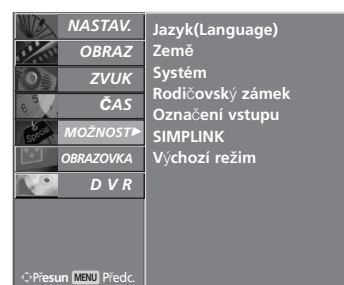 NASTAV.
OBRAZ
ZVUK
ČAS
MOŽNOST
OBRAZOVKA
D V R
Jazyk(Language)
Země
Systém
Rodičovský zámek
Označení vstupu
SIMPLINK
Výchozí režim
Přesun MENU Předc.